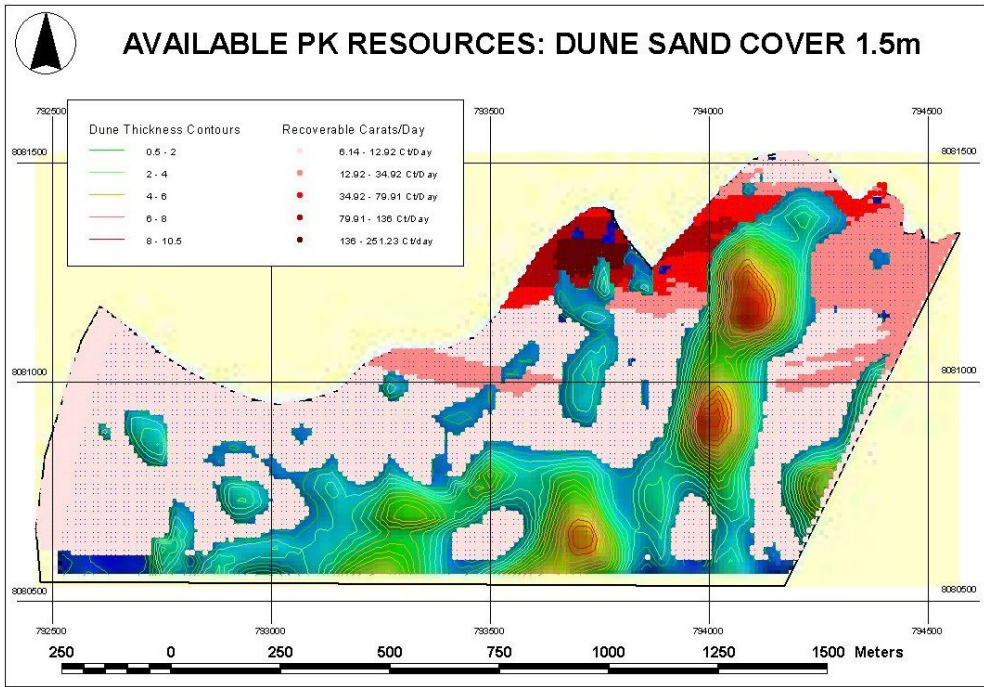 AVAILABLE PK RESOURCES: DUNE SAND COVER 1.5m
792500 793500 794000 794500
Dune Thickness Contours
0.5 - 2
2 - 4
4 - 6
6 - 8
8 - 10.5
Recoverable Carats/Day
6.14 - 12.92 Ct/Day
12.92 - 34.92 Ct/Day
34.92 - 79.91 Ct/Day
79.91 - 136 Ct/Day
136 - 251.23 Ct/day
8081500 8081500
8081000 8081000
8080500 8080500
792500 793000 793500 794000 794500
250 0 250 500 750 1000 1250 1500 Meters